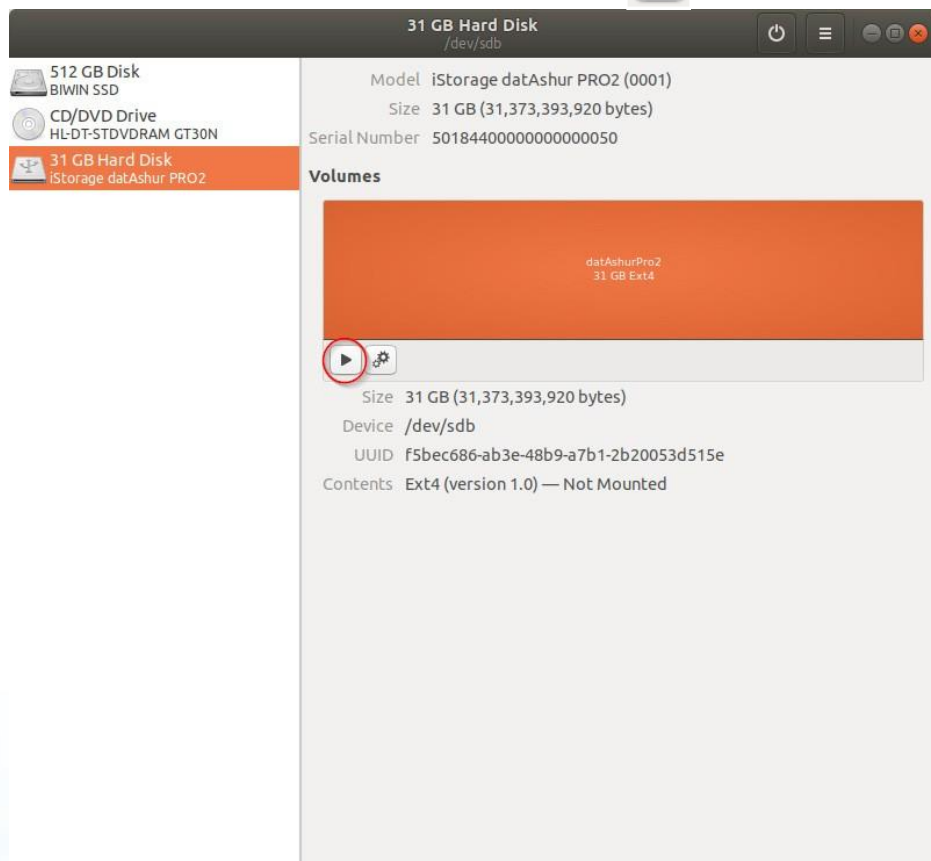 31 GB Hard Disk
/dev/sdb
512 GB Disk
BIWIN SSD
CD/DVD Drive
HL-DT-STDVDRAM GT30N
31 GB Hard Disk
iStorage datAshur PRO2
Model iStorage datAshur PRO2 (0001)
Size 31 GB (31,373,393,920 bytes)
Serial Number 50184400000000000050
Volumes
datAshurPro2
31 GB Ext4
Size 31 GB (31,373,393,920 bytes)
Device /dev/sdb
UUID f5bec686-ab3e-48b9-a7b1-2b20053d515e
Contents Ext4 (version 1.0) — Not Mounted